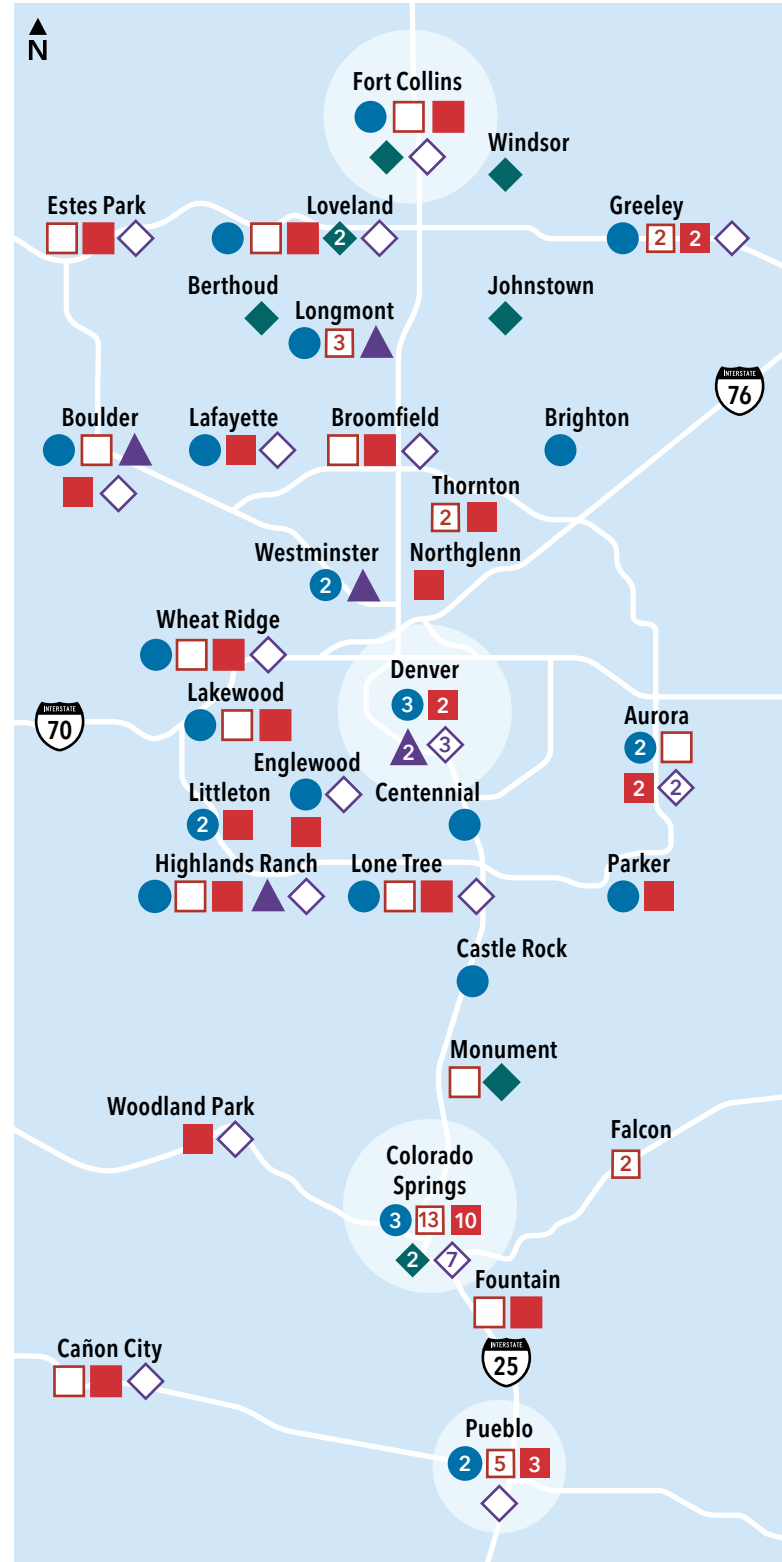 N
Fort Collins
Windsor
Estes Park
Loveland
2
Greeley
2 2
Berthoud
Longmont
3
Johnstown
INTERSTATE
76
Boulder
Lafayette
Broomfield
Brighton
Thornton
2
Westminster
2
Northglenn
Wheat Ridge
Denver
3 2
2 3
Lakewood
INTERSTATE
70
Aurora
2
2 2
Englewood
Littleton
2
Centennial
Highlands Ranch
Lone Tree
Parker
Castle Rock
Monument
Woodland Park
Falcon
2
Colorado
Springs
3 13 10
2 7
Fountain
INTERSTATE
25
Cañon City
Pueblo
2 5 3